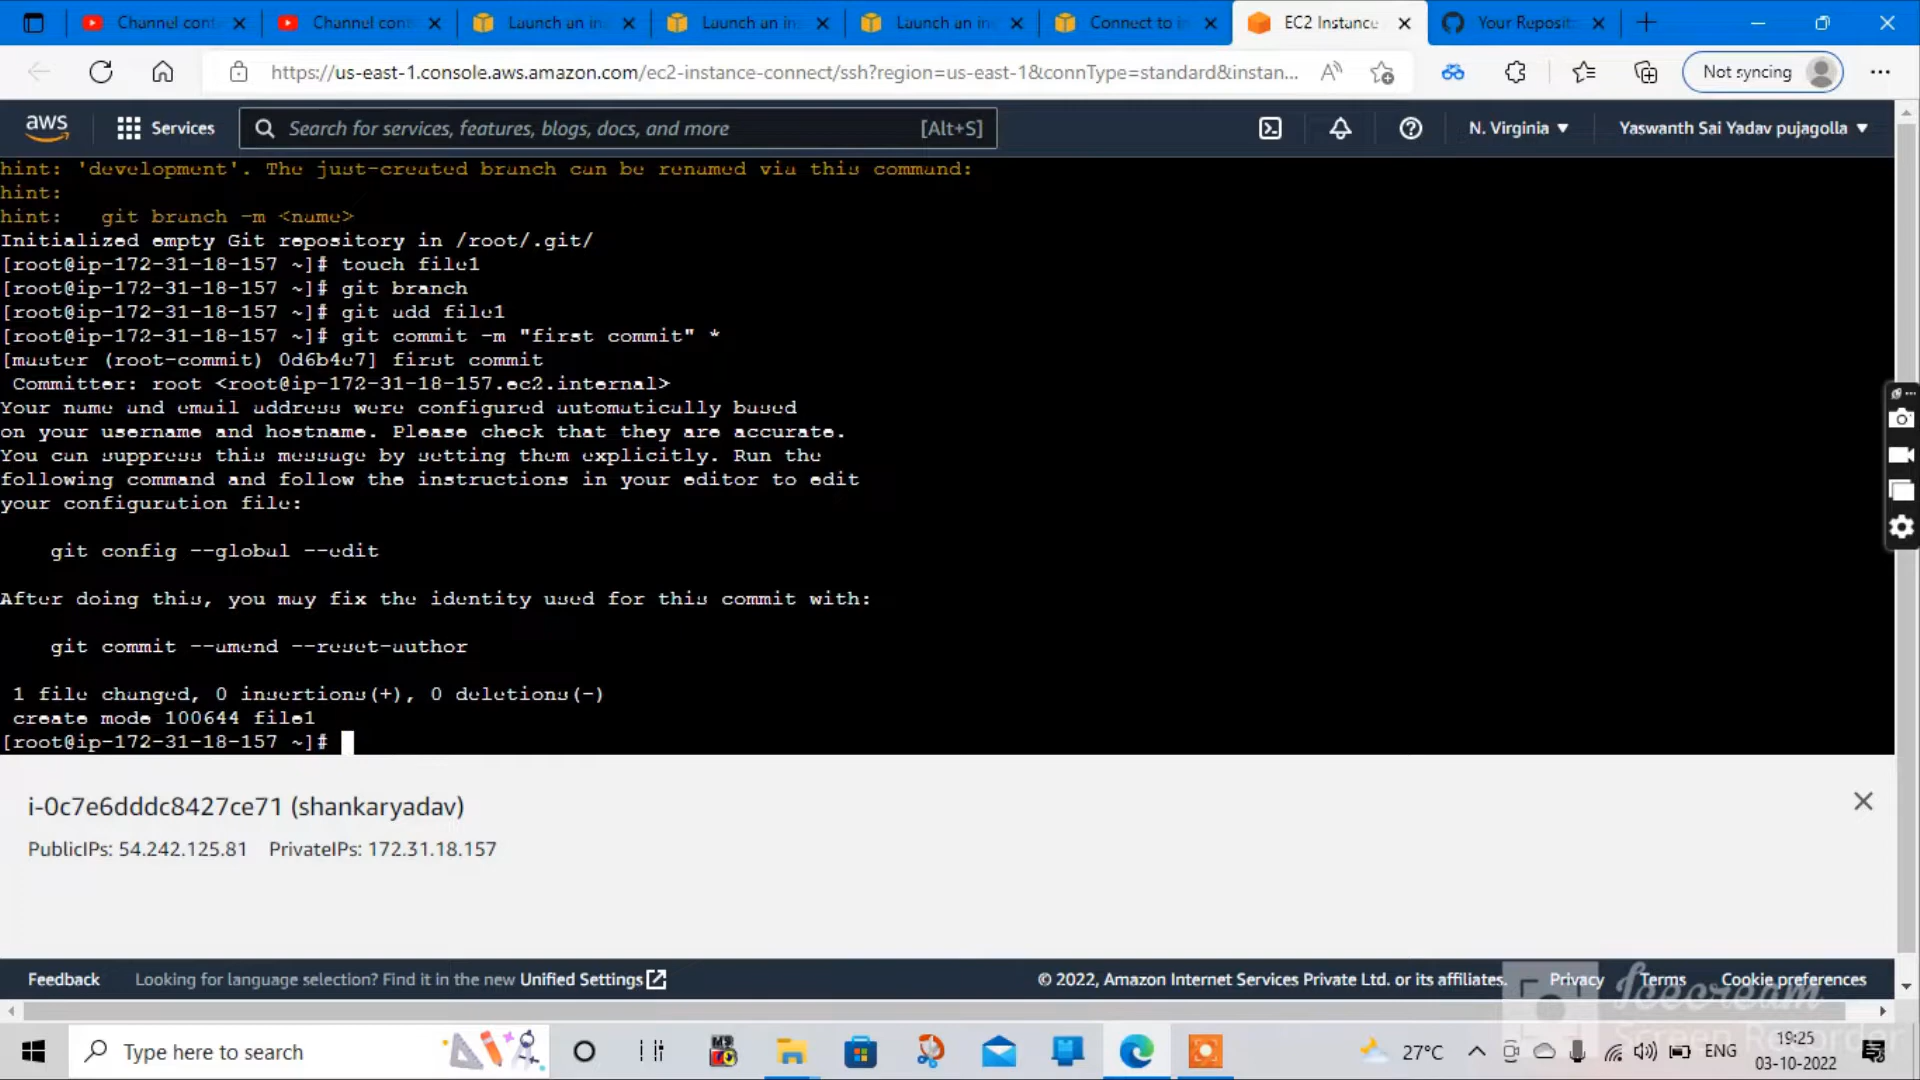 Channel cont
Channel cont
Launch an in
Launch an in
Launch an in
Connect to i
EC2 Instance
Your Reposit
https://us-east-1.console.aws.amazon.com/ec2-instance-connect/ssh?region=us-east-1&connType=standard&instan...
Not syncing
aws
Services
Search for services, features, blogs, docs, and more
[Alt+S]
N. Virginia
Yaswanth Sai Yadav pujagolla
hint: 'development'. The just-created branch can be renamed via this command:
hint:
hint:   git branch -m <name>
Initialized empty Git repository in /root/.git/
[root@ip-172-31-18-157 ~]# touch file1
[root@ip-172-31-18-157 ~]# git branch
[root@ip-172-31-18-157 ~]# git add file1
[root@ip-172-31-18-157 ~]# git commit -m "first commit" *
[master (root-commit) 0d6b4e7] first commit
 Committer: root <root@ip-172-31-18-157.ec2.internal>
Your name and email address were configured automatically based
on your username and hostname. Please check that they are accurate.
You can suppress this message by setting them explicitly. Run the
following command and follow the instructions in your editor to edit
your configuration file:
    git config --global --edit
After doing this, you may fix the identity used for this commit with:
    git commit --amend --reset-author
 1 file changed, 0 insertions(+), 0 deletions(-)
 create mode 100644 file1
[root@ip-172-31-18-157 ~]#
i-0c7e6dddc8427ce71 (shankaryadav)
PublicIPs: 54.242.125.81 PrivateIPs: 172.31.18.157
Feedback
Looking for language selection? Find it in the new Unified Settings
© 2022, Amazon Internet Services Private Ltd. or its affiliates.
Privacy
Terms
Cookie preferences
Icecream
Screen Recorder
Type here to search
27°C
ENG
19:25
03-10-2022